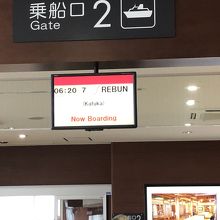 乗船口
Gate 2
06:20 7 REBUN
(Kafuka)
Now Boarding